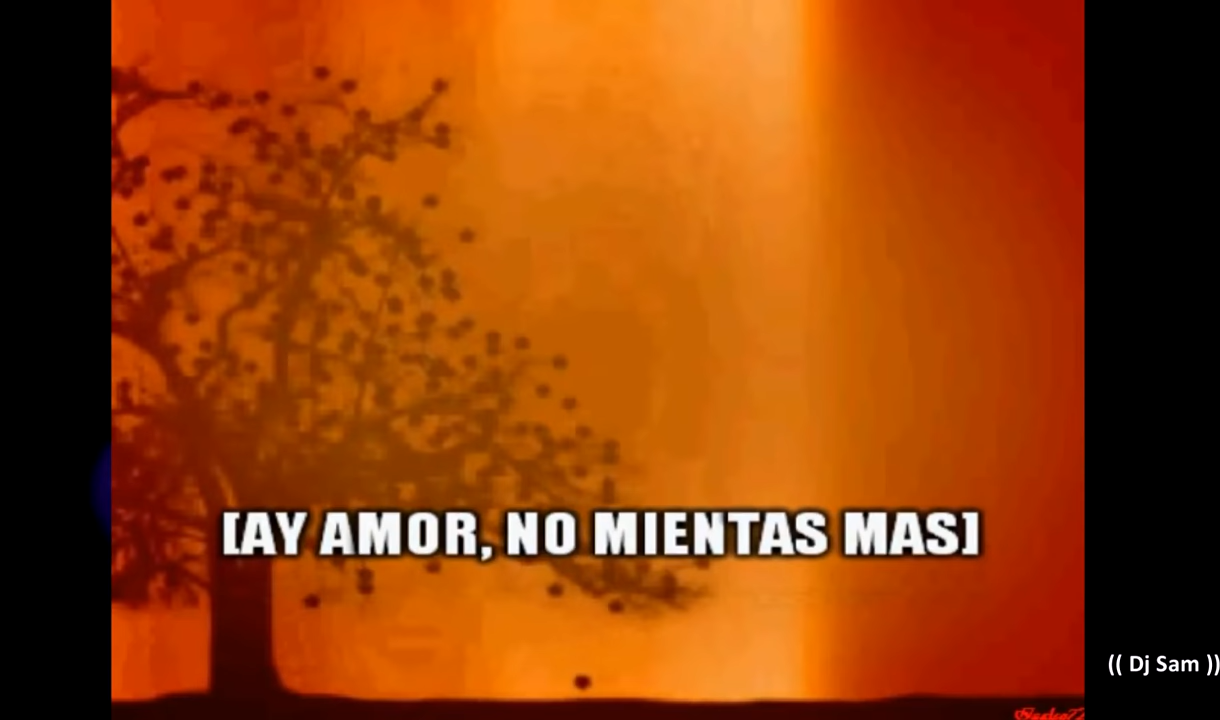 [AY AMOR, NO MIENTAS MAS]
(( Dj Sam ))